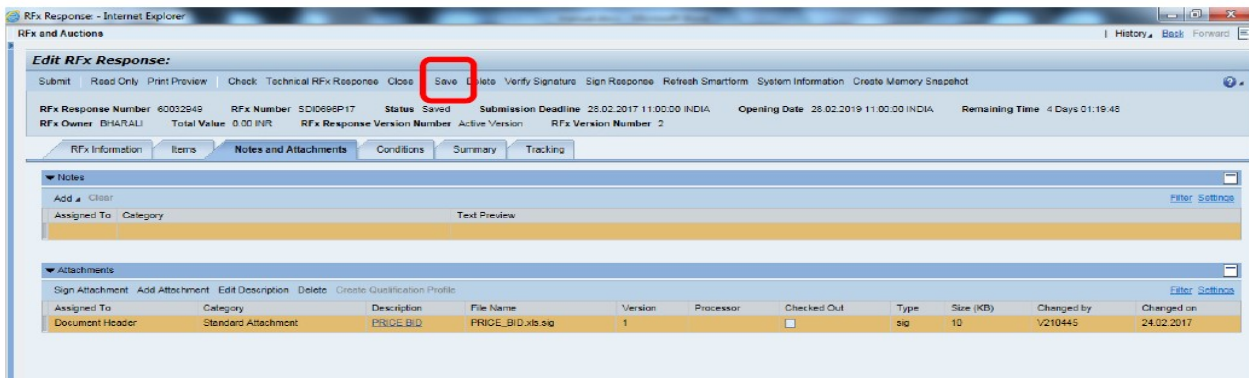 RFx Response: - Internet Explorer
RFx and Auctions
History Back Forward
Edit RFx Response:
Submit Read Only Print Preview Check Technical RFx Response Close Save Delete Verify Signature Sign Response Refresh Smartform System Information Create Memory Snapshot
RFx Response Number 60032949 RFx Number SDI0696P17 Status Saved Submission Deadline 28.02.2017 11:00:00 INDIA Opening Date 28.02.2019 11:00:00 INDIA Remaining Time 4 Days 01:19:48
RFx Owner BHARALI Total Value 0.00 INR RFx Response Version Number Active Version RFx Version Number 2
RFx Information Items Notes and Attachments Conditions Summary Tracking
Notes
Add Clear Filter Settings
Assigned To Category Text Preview
Attachments
Sign Attachment Add Attachment Edit Description Delete Create Qualification Profile Filter Settings
Assigned To Category Description File Name Version Processor Checked Out Type Size (KB) Changed by Changed on
Document Header Standard Attachment PRICE BID PRICE_BID.xls.sig 1 sig 10 V210445 24.02.2017